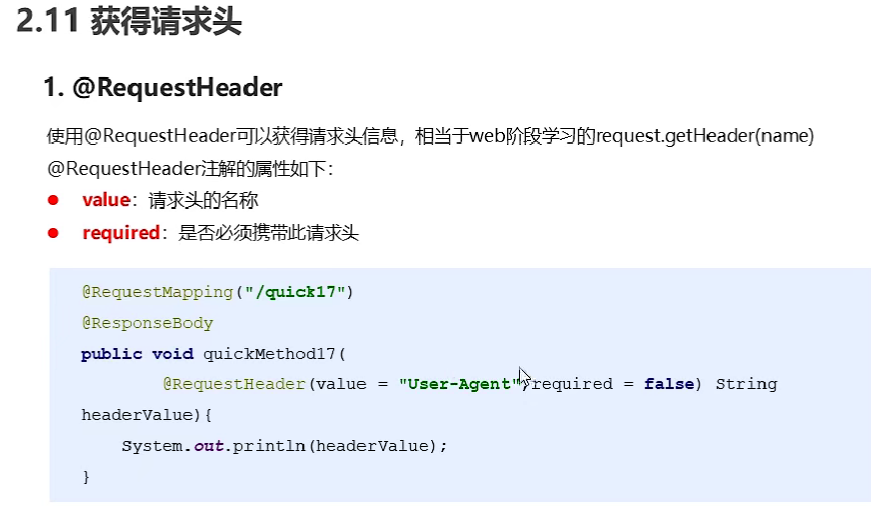 2.11 获得请求头
1. @RequestHeader
使用@RequestHeader可以获得请求头信息，相当于web阶段学习的request.getHeader(name)
@RequestHeader注解的属性如下：
● value：请求头的名称
● required：是否必须携带此请求头
@RequestMapping("/quick17")
@ResponseBody
public void quickMethod17(
@RequestHeader(value = "User-Agent",required = false) String
headerValue){
System.out.println(headerValue);
}